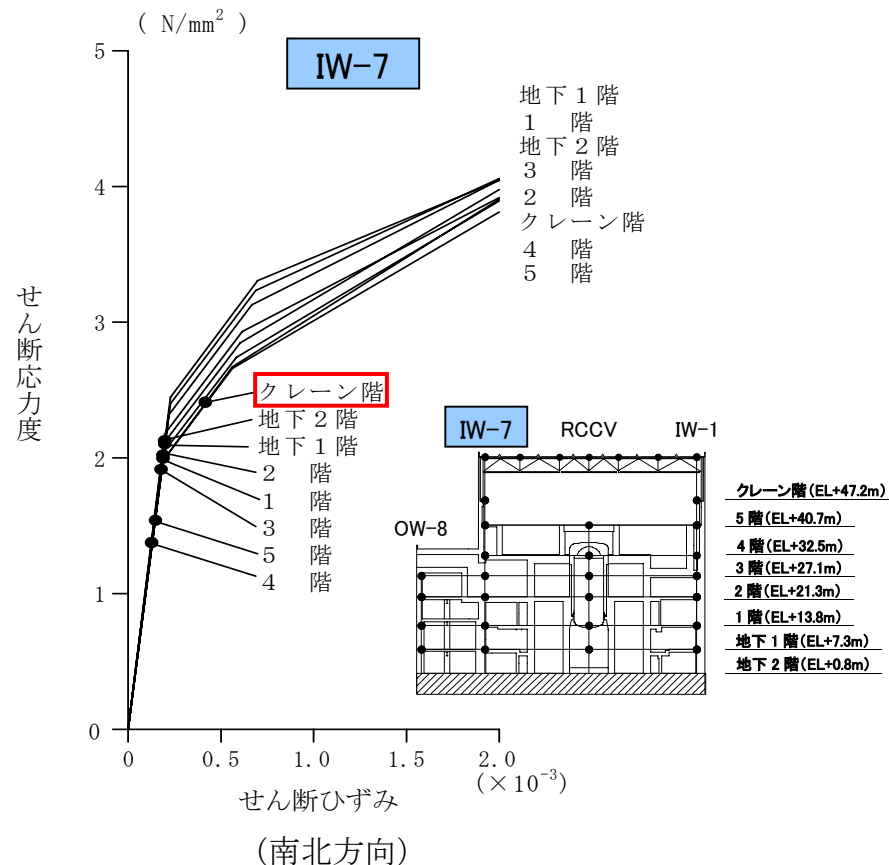 ( N/mm² )
IW-7
5
4
3
2
1
0
せん断応力度
地下１階
１　階
地下２階
３　階
２　階
クレーン階
４　階
５　階
クレーン階
地下２階
地下１階
２　階
１　階
３　階
５　階
４　階
IW-7
RCCV
IW-1
OW-8
クレーン階(EL+47.2m)
5 階(EL+40.7m)
4 階(EL+32.5m)
3 階(EL+27.1m)
2 階(EL+21.3m)
1 階(EL+13.8m)
地下 1 階(EL+7.3m)
地下 2 階(EL+0.8m)
0 0.5 1.0 1.5 2.0
(×10⁻³)
せん断ひずみ
(南北方向)